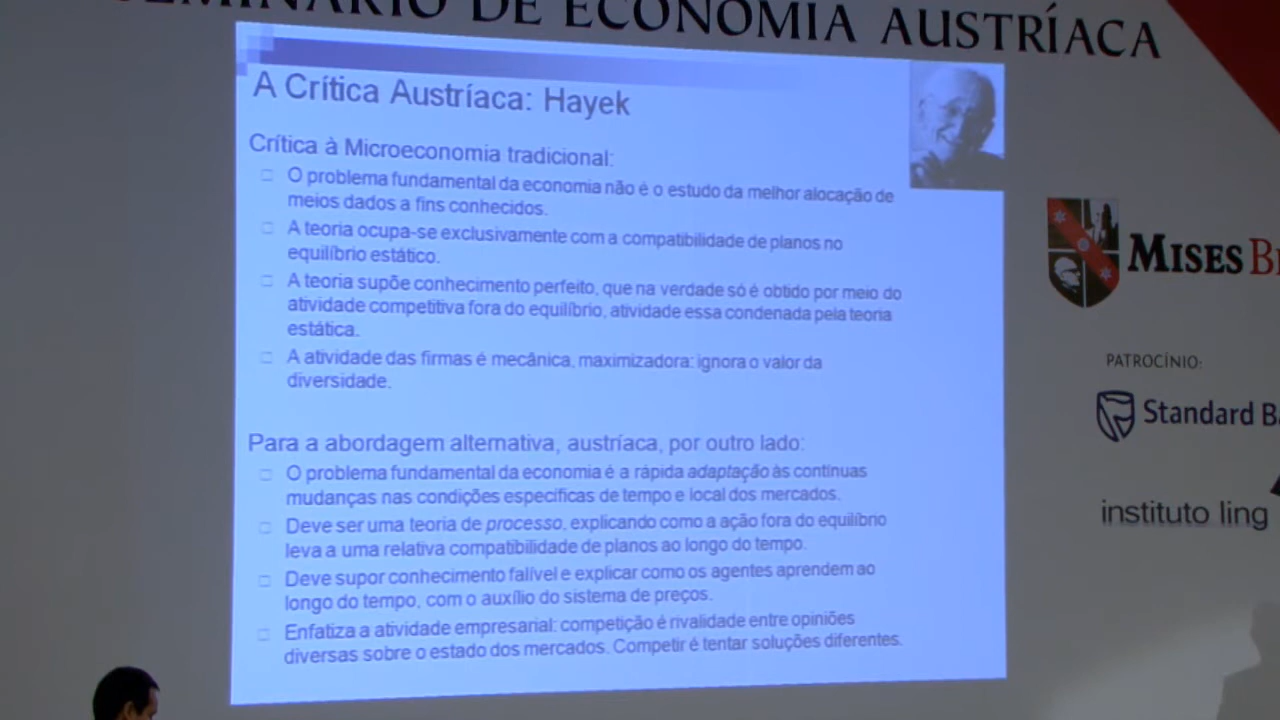 SEMINÁRIO DE ECONOMIA AUSTRÍACA
A Crítica Austríaca: Hayek
Crítica à Microeconomia tradicional:
O problema fundamental da economia não é o estudo da melhor alocação de
meios dados a fins conhecidos.
A teoria ocupa-se exclusivamente com a compatibilidade de planos no
equilíbrio estático.
A teoria supõe conhecimento perfeito, que na verdade só é obtido por meio do
atividade competitiva fora do equilíbrio, atividade essa condenada pela teoria
estática.
A atividade das firmas é mecânica, maximizadora: ignora o valor da
diversidade.
Para a abordagem alternativa, austríaca, por outro lado:
O problema fundamental da economia é a rápida adaptação às contínuas
mudanças nas condições específicas de tempo e local dos mercados.
Deve ser uma teoria de processo, explicando como a ação fora do equilíbrio
leva a uma relativa compatibilidade de planos ao longo do tempo.
Deve supor conhecimento falível e explicar como os agentes aprendem ao
longo do tempo, com o auxílio do sistema de preços.
Enfatiza a atividade empresarial: competição é rivalidade entre opiniões
diversas sobre o estado dos mercados. Competir é tentar soluções diferentes.
MISES
PATROCÍNIO:
Standard
instituto ling